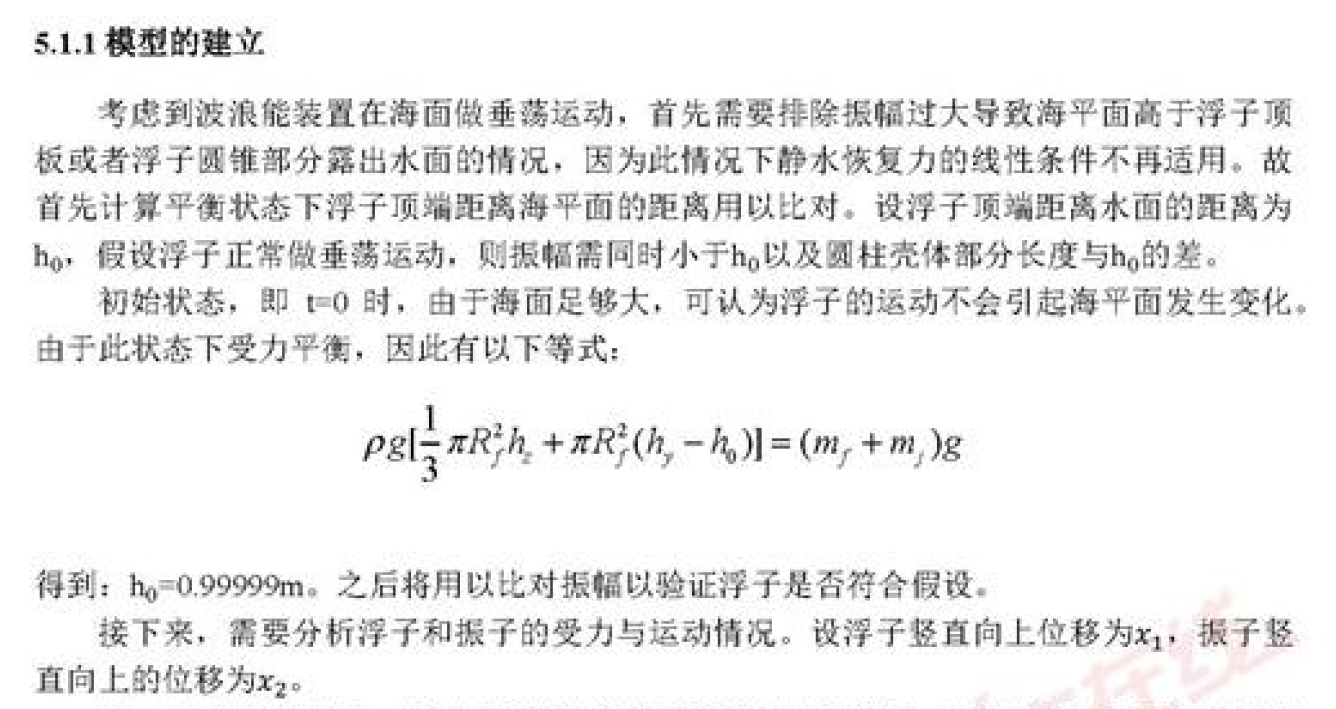 5.1.1 模型的建立
考虑到波浪能装置在海面做垂荡运动，首先需要排除振幅过大导致海平面高于浮子顶
板或者浮子圆锥部分露出水面的情况，因为此情况下静水恢复力的线性条件不再适用。故
首先计算平衡状态下浮子顶端距离海平面的距离用以比对。设浮子顶端距离水面的距离为
h₀，假设浮子正常做垂荡运动，则振幅需同时小于h₀以及圆柱壳体部分长度与h₀的差。
初始状态，即 t=0 时，由于海面足够大，可认为浮子的运动不会引起海平面发生变化。
由于此状态下受力平衡，因此有以下等式：
ρg[\frac{1}{3}πR_f^2h_z + πR_f^2(h_y − h_0)] = (m_f + m_j)g
得到：h₀=0.99999m。之后将用以比对振幅以验证浮子是否符合假设。
接下来，需要分析浮子和振子的受力与运动情况。设浮子竖直向上位移为x₁，振子竖
直向上的位移为x₂。